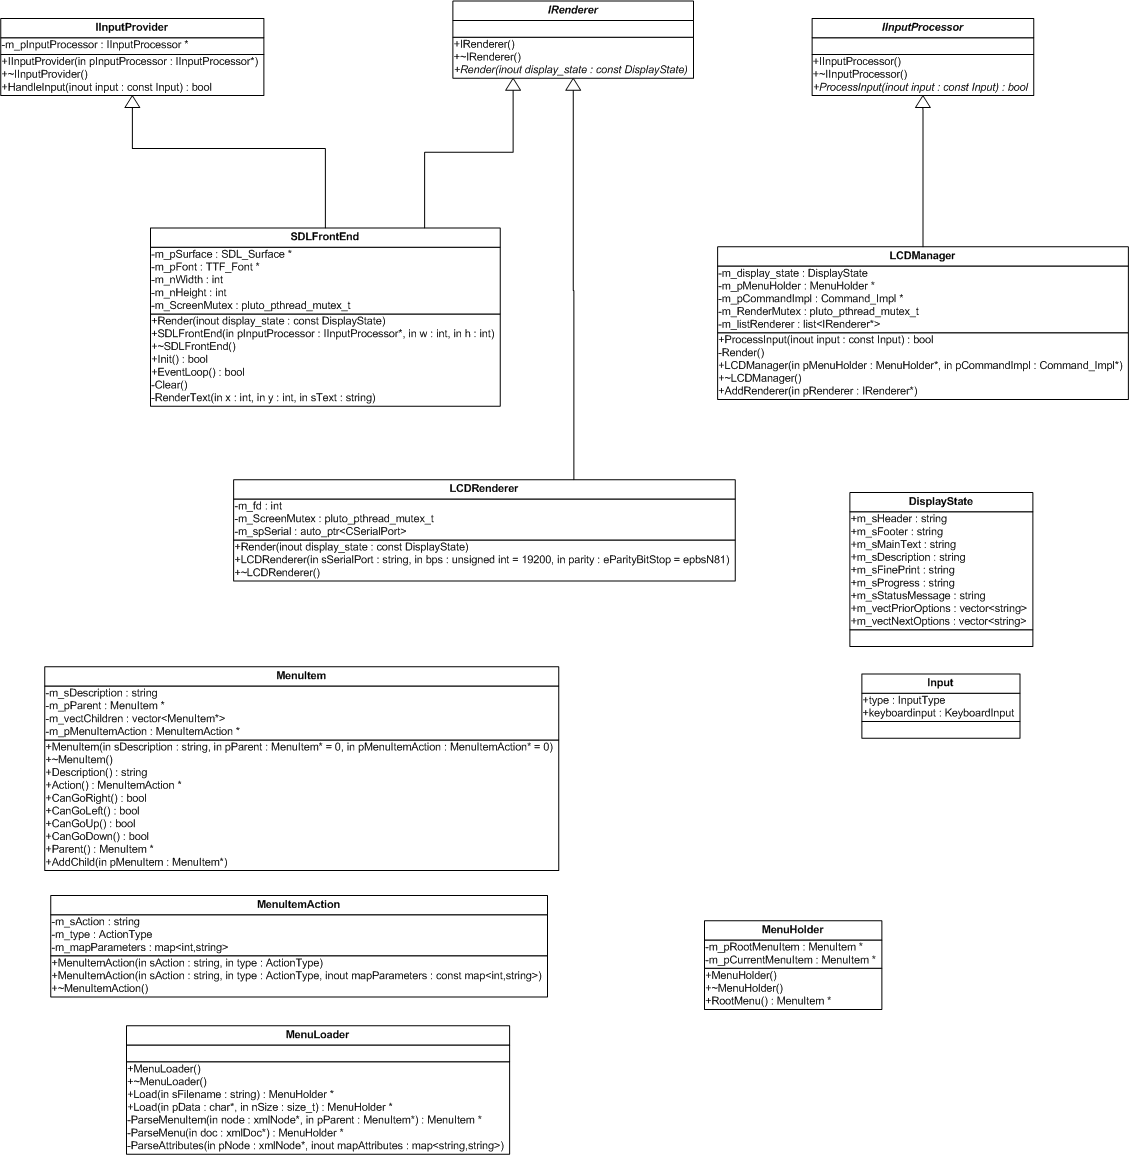 IInputProvider
-m_pInputProcessor : IInputProcessor *
+IInputProvider(in pInputProcessor : IInputProcessor*)
+~IInputProvider()
+HandleInput(inout input : const Input) : bool
IRenderer
+IRenderer()
+~IRenderer()
+Render(inout display_state : const DisplayState)
IInputProcessor
+IInputProcessor()
+~IInputProcessor()
+ProcessInput(inout input : const Input) : bool
SDLFrontEnd
-m_pSurface : SDL_Surface *
-m_pFont : TTF_Font *
-m_nWidth : int
-m_nHeight : int
-m_ScreenMutex : pluto_pthread_mutex_t
+Render(inout display_state : const DisplayState)
+SDLFrontEnd(in pInputProcessor : IInputProcessor*, in w : int, in h : int)
+~SDLFrontEnd()
+Init() : bool
+EventLoop() : bool
-Clear()
-RenderText(in x : int, in y : int, in sText : string)
LCDManager
-m_display_state : DisplayState
-m_pMenuHolder : MenuHolder *
-m_pCommandImpl : Command_Impl *
-m_RenderMutex : pluto_pthread_mutex_t
-m_listRenderer : list<IRenderer*>
+ProcessInput(inout input : const Input) : bool
-Render()
+LCDManager(in pMenuHolder : MenuHolder*, in pCommandImpl : Command_Impl*)
+~LCDManager()
+AddRenderer(in pRenderer : IRenderer*)
LCDRenderer
-m_fd : int
-m_ScreenMutex : pluto_pthread_mutex_t
-m_spSerial : auto_ptr<CSerialPort>
+Render(inout display_state : const DisplayState)
+LCDRenderer(in sSerialPort : string, in bps : unsigned int = 19200, in parity : eParityBitStop = epbsN81)
+~LCDRenderer()
DisplayState
+m_sHeader : string
+m_sFooter : string
+m_sMainText : string
+m_sDescription : string
+m_sFinePrint : string
+m_sProgress : string
+m_sStatusMessage : string
+m_vectPriorOptions : vector<string>
+m_vectNextOptions : vector<string>
MenuItem
-m_sDescription : string
-m_pParent : MenuItem *
-m_vectChildren : vector<MenuItem*>
-m_pMenuItemAction : MenuItemAction *
+MenuItem(in sDescription : string, in pParent : MenuItem* = 0, in pMenuItemAction : MenuItemAction* = 0)
+~MenuItem()
+Description() : string
+Action() : MenuItemAction *
+CanGoRight() : bool
+CanGoLeft() : bool
+CanGoUp() : bool
+CanGoDown() : bool
+Parent() : MenuItem *
+AddChild(in pMenuItem : MenuItem*)
Input
+type : InputType
+keyboardinput : KeyboardInput
MenuItemAction
-m_sAction : string
-m_type : ActionType
-m_mapParameters : map<int,string>
+MenuItemAction(in sAction : string, in type : ActionType)
+MenuItemAction(in sAction : string, in type : ActionType, inout mapParameters : const map<int,string>)
+~MenuItemAction()
MenuHolder
-m_pRootMenuItem : MenuItem *
-m_pCurrentMenuItem : MenuItem *
+MenuHolder()
+~MenuHolder()
+RootMenu() : MenuItem *
MenuLoader
+MenuLoader()
+~MenuLoader()
+Load(in sFilename : string) : MenuHolder *
+Load(in pData : char*, in nSize : size_t) : MenuHolder *
-ParseMenuItem(in node : xmlNode*, in pParent : MenuItem*) : MenuItem *
-ParseMenu(in doc : xmlDoc*) : MenuHolder *
-ParseAttributes(in pNode : xmlNode*, inout mapAttributes : map<string,string>)